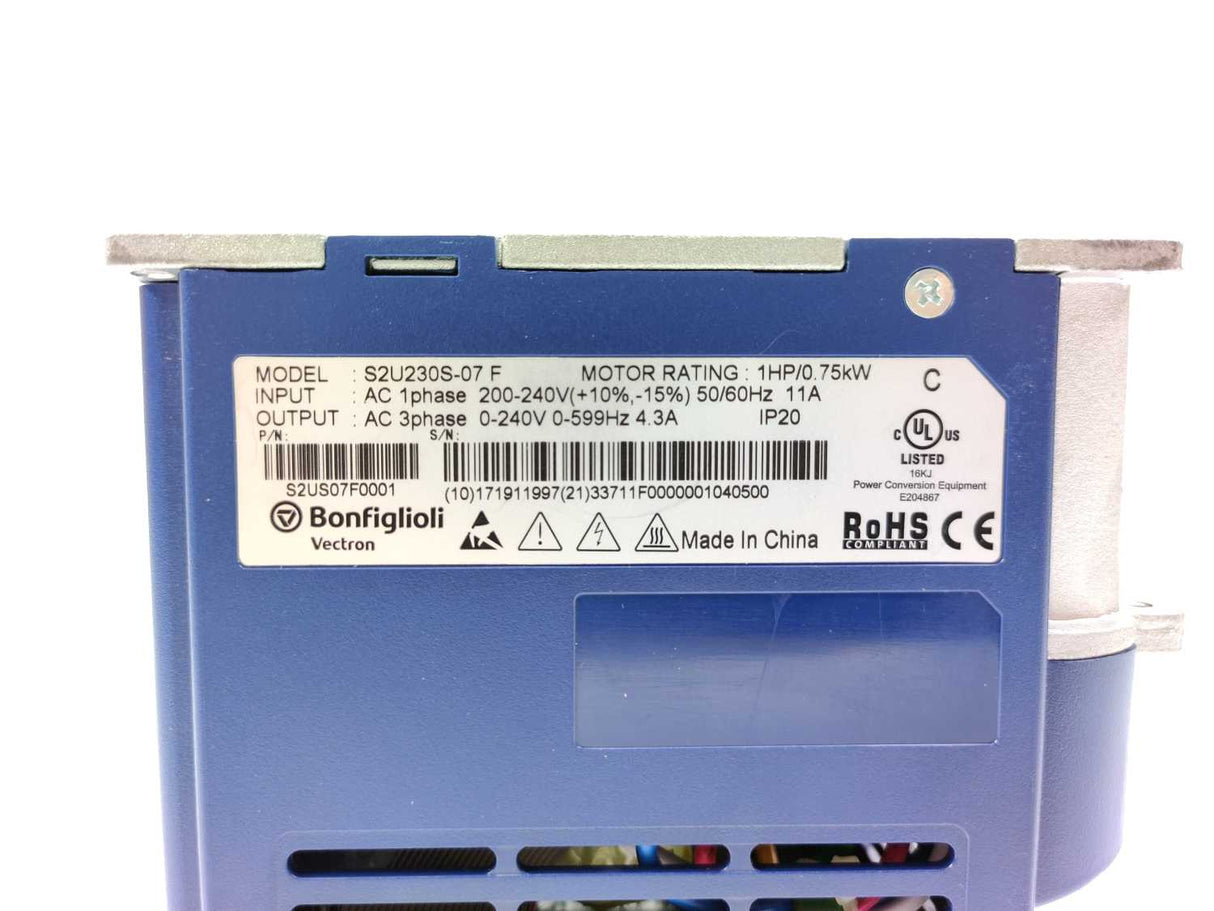 MODEL : S2U230S-07 F MOTOR RATING : 1HP/0.75kW
INPUT : AC 1phase 200-240V(+10%,-15%) 50/60Hz 11A
OUTPUT : AC 3phase 0-240V 0-599Hz 4.3A IP20
P/N: S/N:
S2US07F0001 (10)171911997(21)33711F0000001040500
Bonfiglioli
Vectron
Made In China
C
C UL US
LISTED
16KJ
Power Conversion Equipment
E204867
RoHS
COMPLIANT
CE